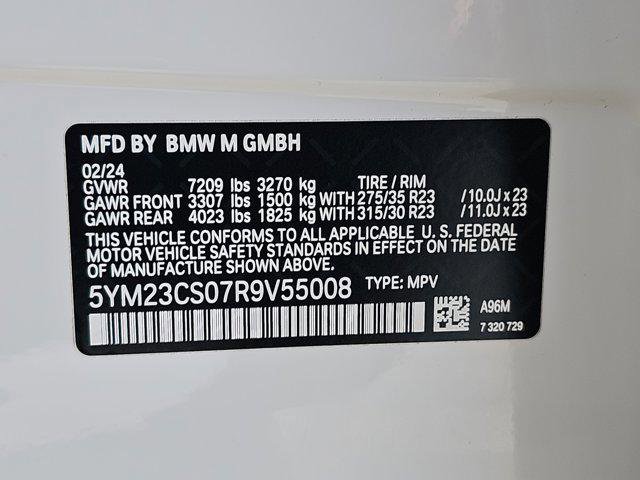 MFD BY BMW M GMBH
02/24
GVWR 7209 lbs 3270 kg TIRE / RIM
GAWR FRONT 3307 lbs 1500 kg WITH 275/35 R23 /10.0J x 23
GAWR REAR 4023 lbs 1825 kg WITH 315/30 R23 /11.0J x 23
THIS VEHICLE CONFORMS TO ALL APPLICABLE U.S. FEDERAL
MOTOR VEHICLE SAFETY STANDARDS IN EFFECT ON THE DATE
OF MANUFACTURE SHOWN ABOVE.
5YM23CS07R9V55008 TYPE: MPV
A96M
7 320 729